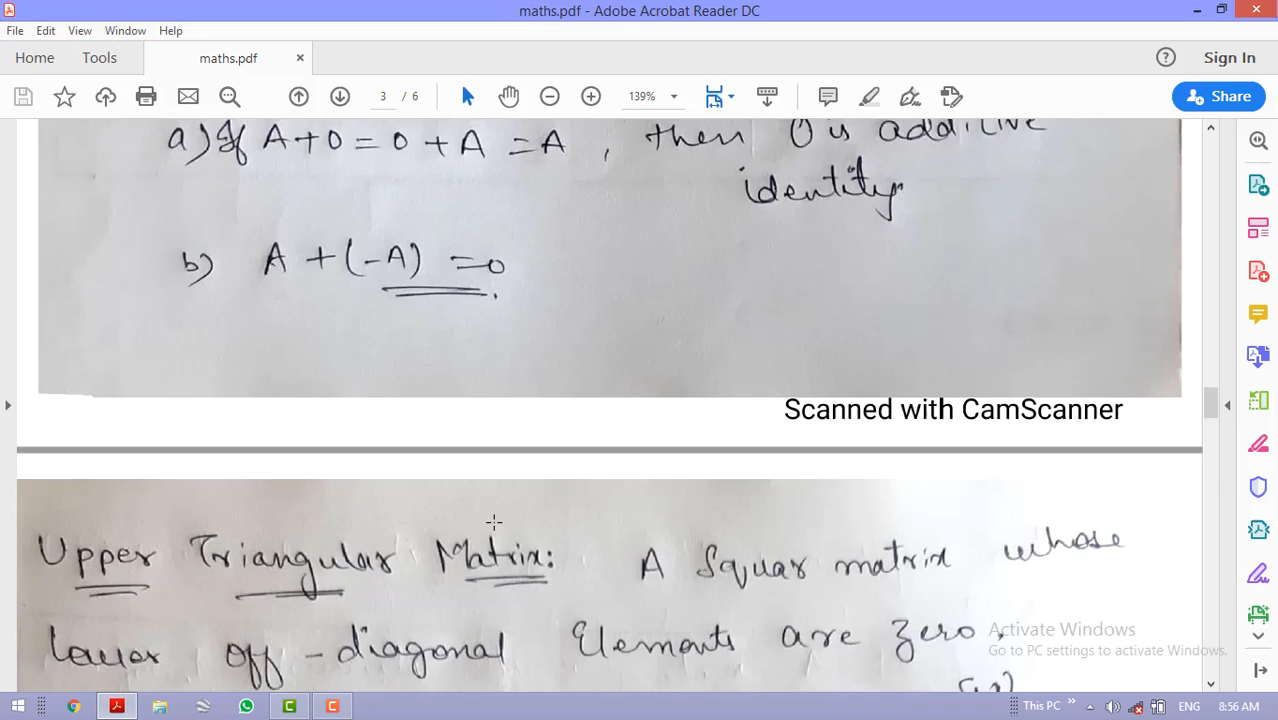 maths.pdf - Adobe Acrobat Reader DC
File Edit View Window Help
Home Tools maths.pdf × Sign In
3 / 6 139% Share
a) If A+0 = 0 + A = A , then 0 is additive
identity
b) A + (-A) = 0
Scanned with CamScanner
Upper Triangular Matrix: A Squar matrix whose
off-diagonal Elements are zero.
Activate Windows
Go to PC settings to activate Windows.
This PC ENG 8:56 AM